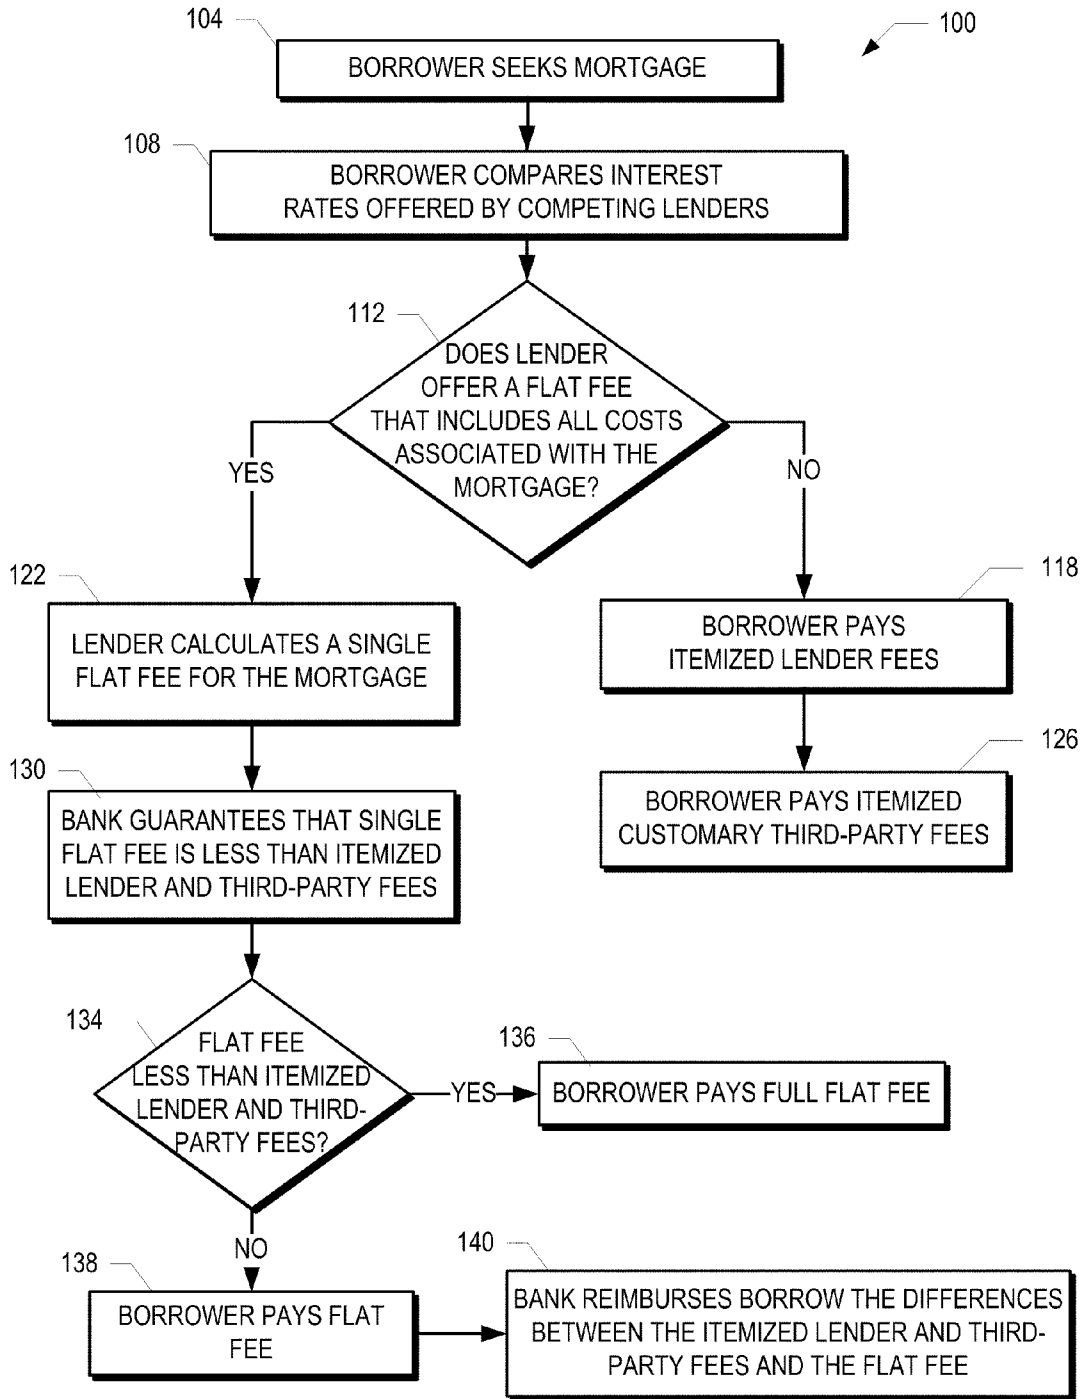 104
100
BORROWER SEEKS MORTGAGE
108
BORROWER COMPARES INTEREST
RATES OFFERED BY COMPETING LENDERS
112
DOES LENDER
OFFER A FLAT FEE
THAT INCLUDES ALL COSTS
ASSOCIATED WITH THE
MORTGAGE?
YES
NO
122
LENDER CALCULATES A SINGLE
FLAT FEE FOR THE MORTGAGE
118
BORROWER PAYS
ITEMIZED LENDER FEES
130
BANK GUARANTEES THAT SINGLE
FLAT FEE IS LESS THAN ITEMIZED
LENDER AND THIRD-PARTY FEES
126
BORROWER PAYS ITEMIZED
CUSTOMARY THIRD-PARTY FEES
134
FLAT FEE
LESS THAN ITEMIZED
LENDER AND THIRD-
PARTY FEES?
YES
136
BORROWER PAYS FULL FLAT FEE
NO
138
BORROWER PAYS FLAT
FEE
140
BANK REIMBURSES BORROW THE DIFFERENCES
BETWEEN THE ITEMIZED LENDER AND THIRD-
PARTY FEES AND THE FLAT FEE